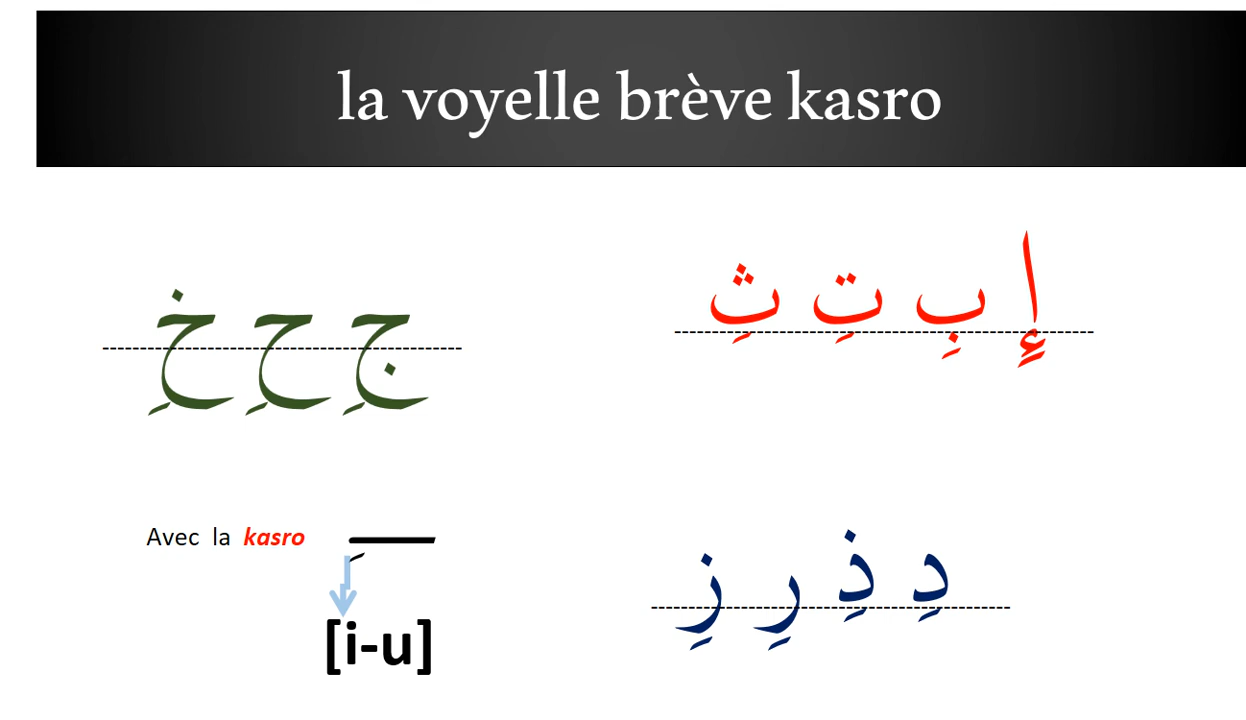 la voyelle brève kasro
إِ بِ تِ ثِ
جِ حِ خِ
Avec la kasro ـِ
[i-u]
دِ ذِ رِ زِ